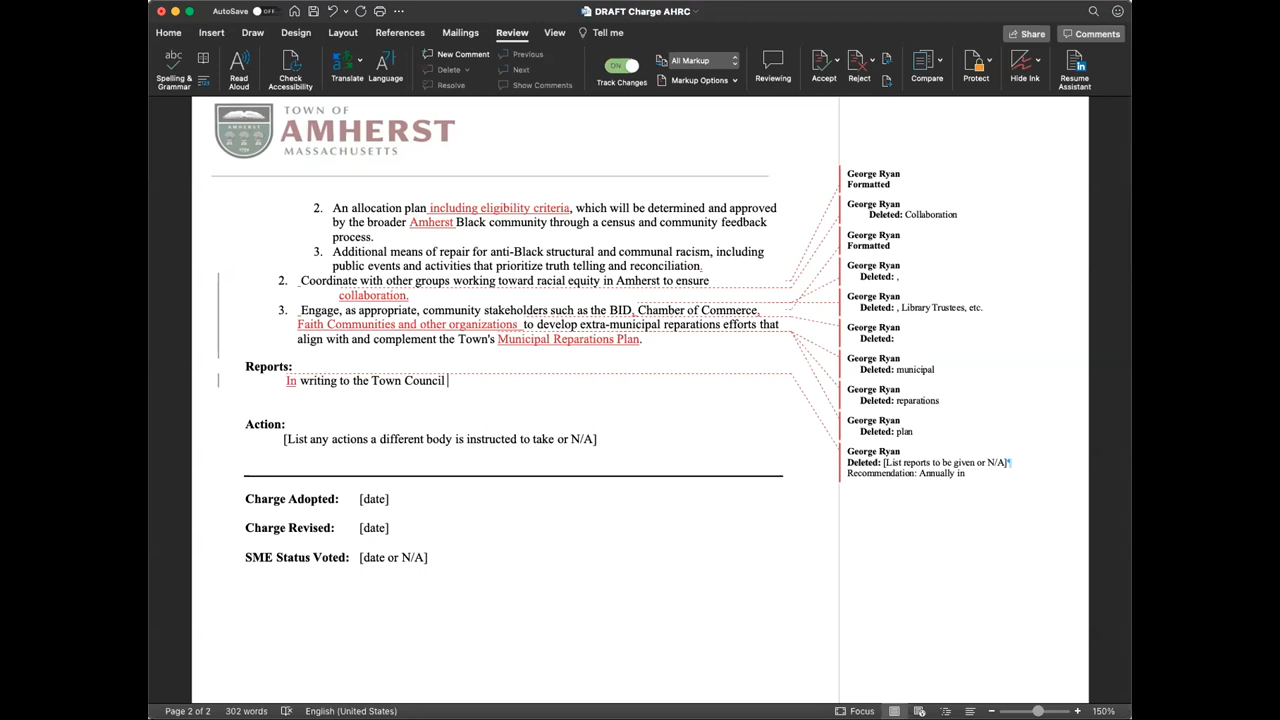 AutoSave OFF DRAFT Charge AHRC
Home Insert Draw Design Layout References Mailings Review View Tell me Share Comments
New Comment Previous ON All Markup
Delete Next
Spelling & Grammar Read Aloud Check Accessibility Translate Language Resolve Show Comments Track Changes Markup Options Reviewing Accept Reject Compare Protect Hide Ink Resume Assistant
TOWN OF
AMHERST
MASSACHUSETTS
AMHERST
2. An allocation plan including eligibility criteria, which will be determined and approved
by the broader Amherst Black community through a census and community feedback
process.
3. Additional means of repair for anti-Black structural and communal racism, including
public events and activities that prioritize truth telling and reconciliation.
2. Coordinate with other groups working toward racial equity in Amherst to ensure
collaboration.
3. Engage, as appropriate, community stakeholders such as the BID, Chamber of Commerce,
Faith Communities and other organizations to develop extra-municipal reparations efforts that
align with and complement the Town's Municipal Reparations Plan.
Reports:
In writing to the Town Council
Action:
[List any actions a different body is instructed to take or N/A]
Charge Adopted: [date]
Charge Revised: [date]
SME Status Voted: [date or N/A]
George Ryan
Formatted
George Ryan
Deleted: Collaboration
George Ryan
Formatted
George Ryan
Deleted: ,
George Ryan
Deleted: , Library Trustees, etc.
George Ryan
Deleted:
George Ryan
Deleted: municipal
George Ryan
Deleted: reparations
George Ryan
Deleted: plan
George Ryan
Deleted: [List reports to be given or N/A]¶
Recommendation: Annually in
Page 2 of 2 302 words English (United States) Focus 150%